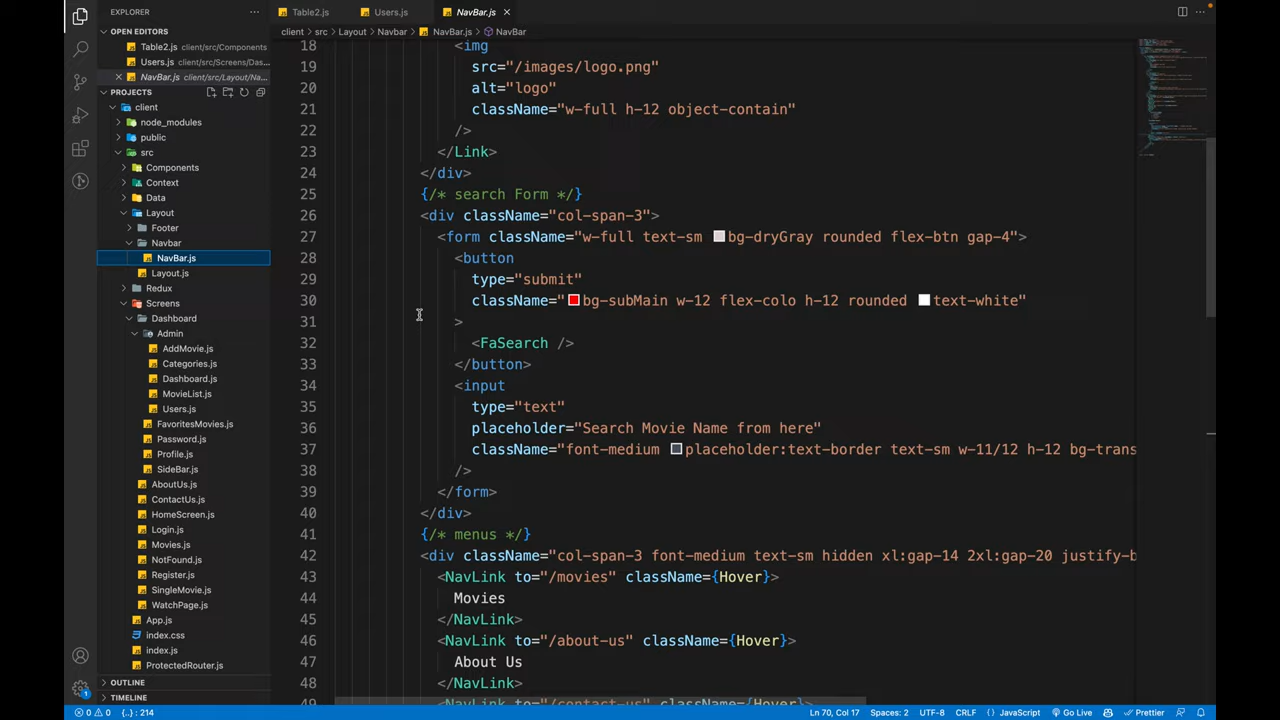 EXPLORER
OPEN EDITORS
Table2.js client/src/Components
Users.js client/src/Screens/Das...
NavBar.js client/src/Layout/Na...
PROJECTS
client
node_modules
public
src
Components
Context
Data
Layout
Footer
Navbar
NavBar.js
Layout.js
Redux
Screens
Dashboard
Admin
AddMovie.js
Categories.js
Dashboard.js
MovieList.js
Users.js
FavoritesMovies.js
Password.js
Profile.js
SideBar.js
AboutUs.js
ContactUs.js
HomeScreen.js
Login.js
Movies.js
NotFound.js
Register.js
SingleMovie.js
WatchPage.js
App.js
index.css
index.js
ProtectedRouter.js
OUTLINE
TIMELINE
Table2.js
Users.js
NavBar.js
client > src > Layout > Navbar > NavBar.js > NavBar
18 <img
19 src="/images/logo.png"
20 alt="logo"
21 className="w-full h-12 object-contain"
22 />
23 </Link>
24 </div>
25 {/* search Form */}
26 <div className="col-span-3">
27 <form className="w-full text-sm bg-dryGray rounded flex-btn gap-4">
28 <button
29 type="submit"
30 className="bg-subMain w-12 flex-colo h-12 rounded text-white"
31 >
32 <FaSearch />
33 </button>
34 <input
35 type="text"
36 placeholder="Search Movie Name from here"
37 className="font-medium placeholder:text-border text-sm w-11/12 h-12 bg-trans
38 />
39 </form>
40 </div>
41 {/* menus */}
42 <div className="col-span-3 font-medium text-sm hidden xl:gap-14 2xl:gap-20 justify-b
43 <NavLink to="/movies" className={Hover}>
44 Movies
45 </NavLink>
46 <NavLink to="/about-us" className={Hover}>
47 About Us
48 </NavLink>
49 <NavLink to="/contact-us" className={Hover}>
0 0 {..} : 214
Ln 70, Col 17 Spaces: 2 UTF-8 CRLF {} JavaScript Go Live Prettier